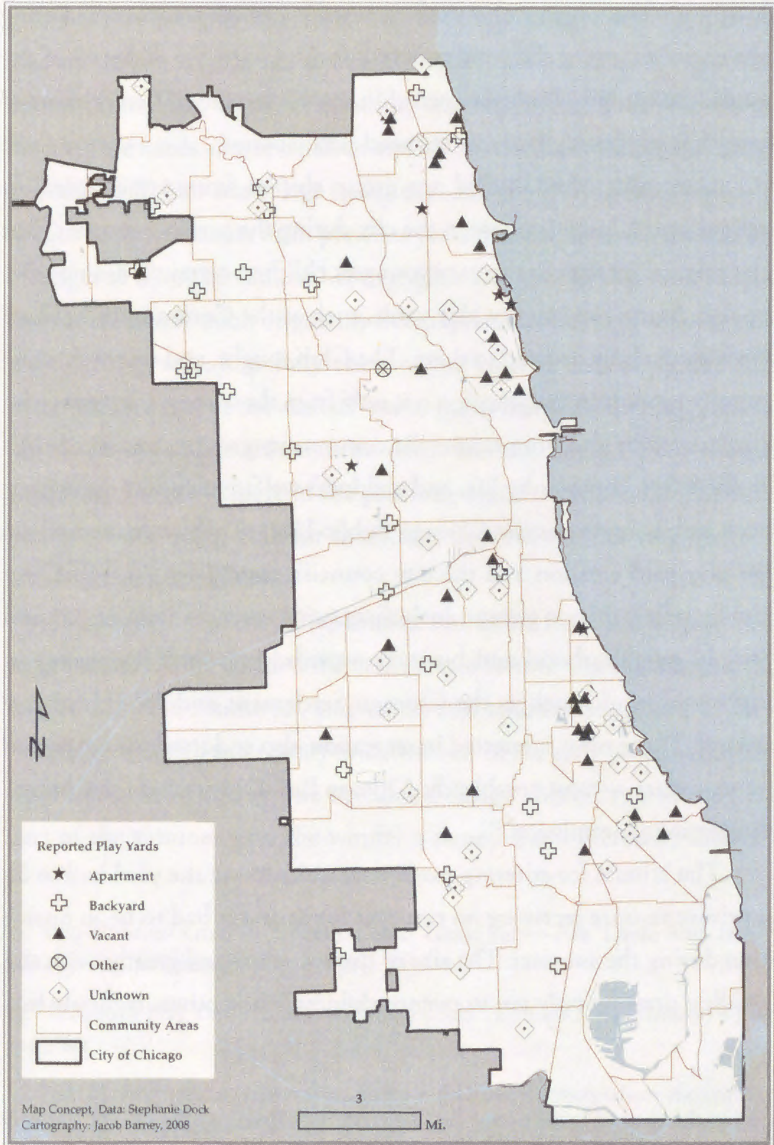 N
Reported Play Yards
Apartment
Backyard
Vacant
Other
Unknown
Community Areas
City of Chicago
Map Concept, Data: Stephanie Dock
Cartography: Jacob Barney, 2008
3
Mi.